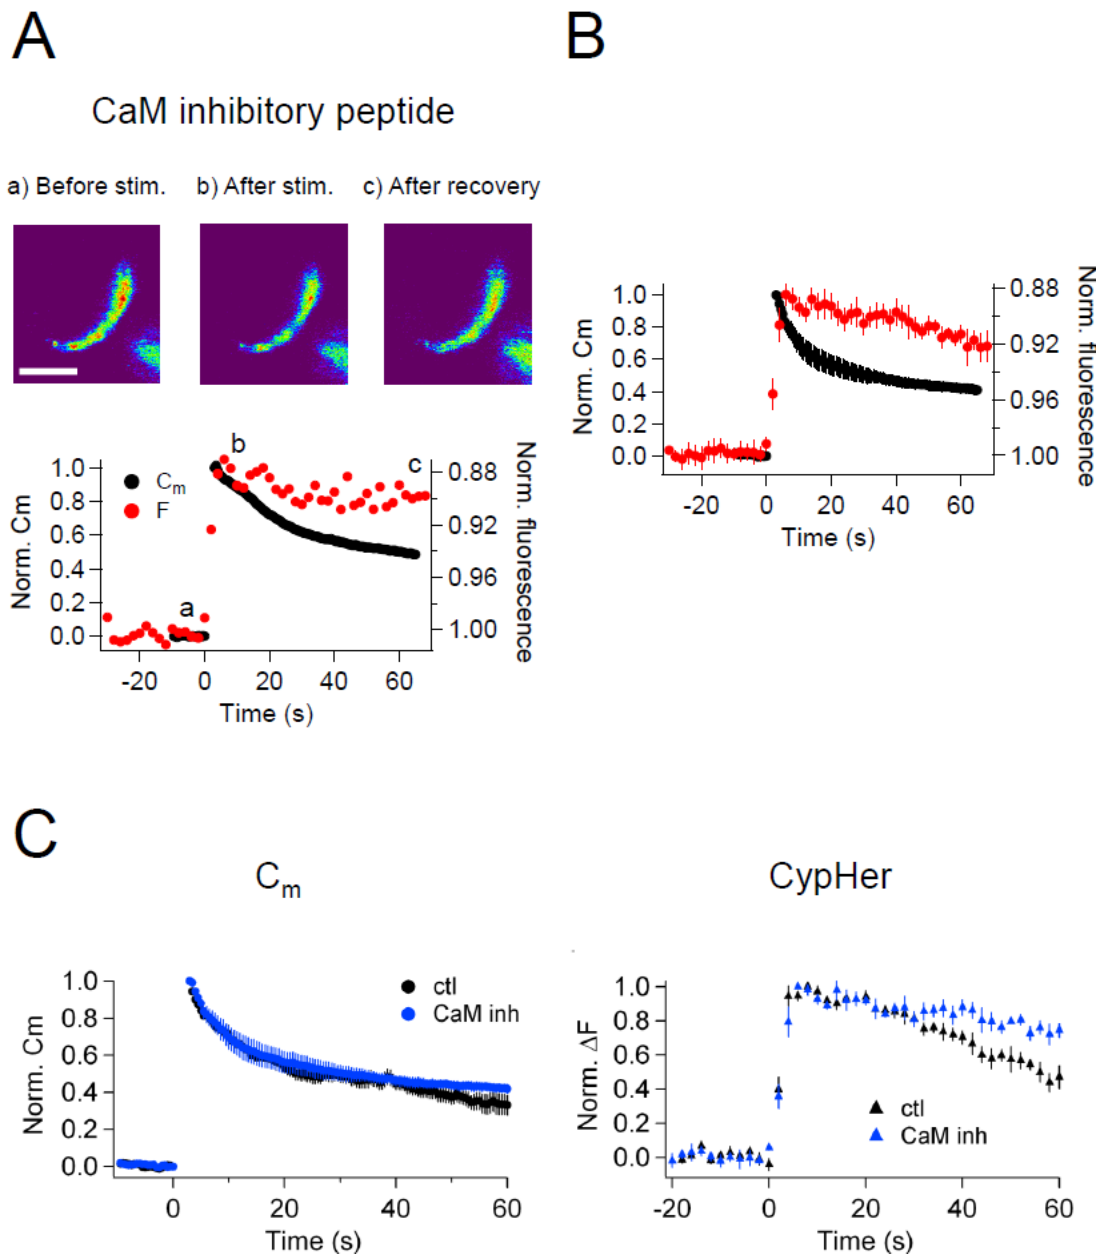 A
CaM inhibitory peptide
a) Before stim.
b) After stim.
c) After recovery
1.0
0.8
0.6
0.4
0.2
0.0
Norm. Cm
C_m
F
a
b
c
0.88
0.92
0.96
1.00
Norm. fluorescence
-20 0 20 40 60
Time (s)
B
1.0
0.8
0.6
0.4
0.2
0.0
Norm. Cm
0.88
0.92
0.96
1.00
Norm. fluorescence
-20 0 20 40 60
Time (s)
C
C_m
1.0
0.8
0.6
0.4
0.2
0.0
Norm. Cm
ctl
CaM inh
0 20 40 60
Time (s)
CypHer
1.0
0.8
0.6
0.4
0.2
0.0
Norm. ΔF
ctl
CaM inh
-20 0 20 40 60
Time (s)